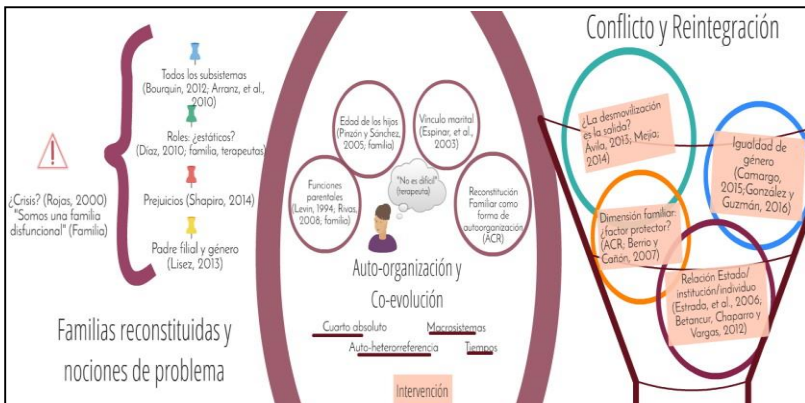 Todos los subsistemas
(Bourquin, 2012; Arranz, et al.,
2010)
Roles: ¿estáticos?
(Díaz, 2010; familia, terapeutas)
Prejuicios (Shapiro, 2014)
Padre filial y género
(Lisez, 2013)
¿Crisis? (Rojas, 2000)
"Somos una familia
disfuncional" (Familia)
Familias reconstituidas y
nociones de problema
Edad de los hijos
(Pinzón y Sánchez,
2005; familia)
Vínculo marital
(Espinar, et al.,
2003)
Funciones
parentales
(Levin, 1994; Rivas,
2008, familia)
"No es difícil"
(terapeuta)
Reconstitución
Familiar como
forma de
autoorganización
(ACR)
Auto-organización y
Co-evolución
Cuarto absoluto
Macrosistemas
Auto-heterreferencia
Tiempos
Intervención
Conflicto y Reintegración
¿La desmovilización
es la salida?
Ávila, 2013; Mejía;
2014)
Igualdad de
género
(Camargo,
2015;González y
Guzmán, 2016)
Dimensión familiar:
¿factor protector?
(ACR; Berrio y
Cañón, 2007)
Relación Estado/
institución/individuo
(Estrada, et al., 2006;
Betancur, Chaparro y
Vargas, 2012)